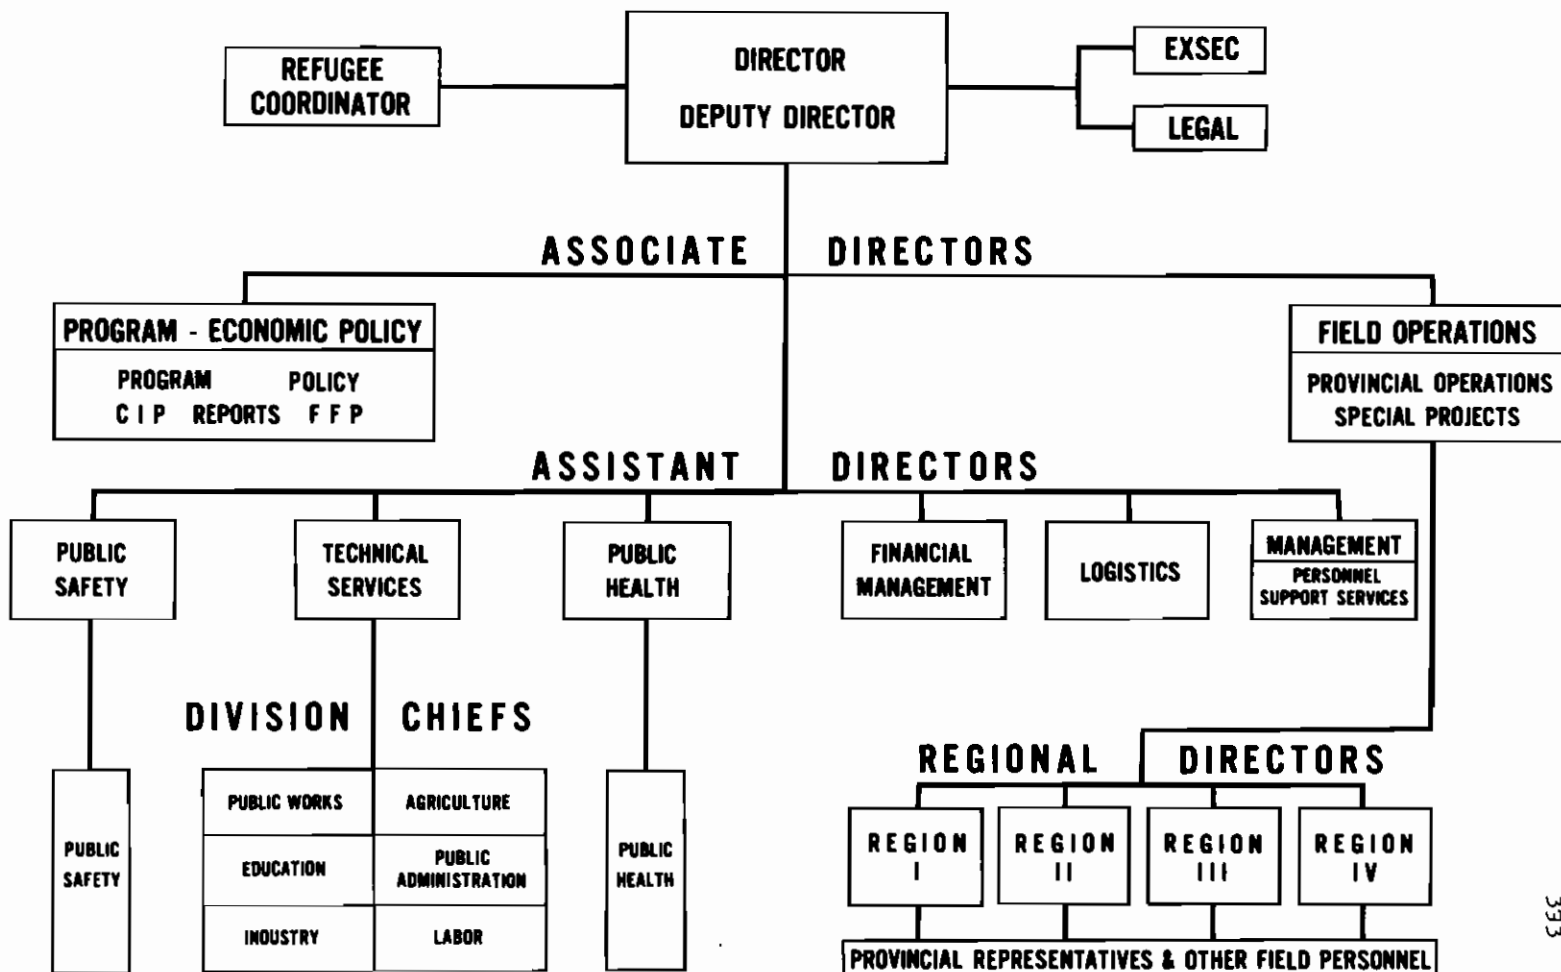 REFUGEE
COORDINATOR
DIRECTOR
DEPUTY DIRECTOR
EXSEC
LEGAL
ASSOCIATE DIRECTORS
PROGRAM - ECONOMIC POLICY
PROGRAM POLICY
C I P REPORTS F F P
FIELD OPERATIONS
PROVINCIAL OPERATIONS
SPECIAL PROJECTS
ASSISTANT DIRECTORS
PUBLIC
SAFETY
TECHNICAL
SERVICES
PUBLIC
HEALTH
FINANCIAL
MANAGEMENT
LOGISTICS
MANAGEMENT
PERSONNEL
SUPPORT SERVICES
DIVISION CHIEFS
PUBLIC
SAFETY
PUBLIC WORKS
AGRICULTURE
EDUCATION
PUBLIC
ADMINISTRATION
INDUSTRY
LABOR
PUBLIC
HEALTH
REGIONAL DIRECTORS
REGION
I
REGION
II
REGION
III
REGION
IV
PROVINCIAL REPRESENTATIVES & OTHER FIELD PERSONNEL
393